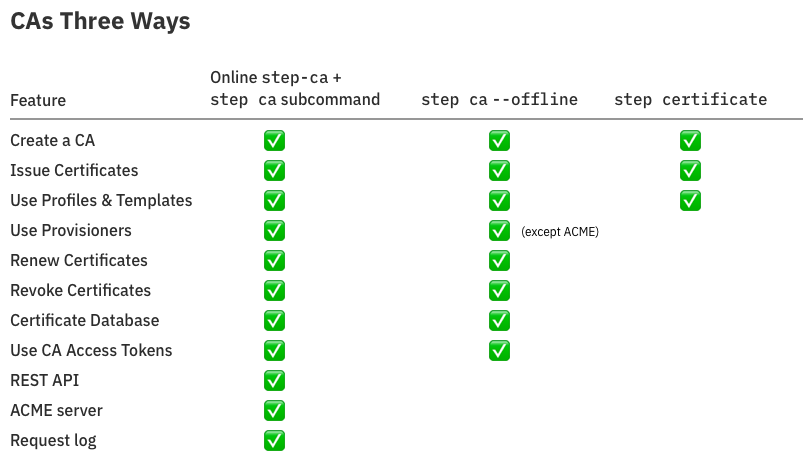 CAs Three Ways
Online step-ca +
Feature step ca subcommand step ca --offline step certificate
Create a CA ✅ ✅ ✅
Issue Certificates ✅ ✅ ✅
Use Profiles & Templates ✅ ✅ ✅
Use Provisioners ✅ ✅ (except ACME)
Renew Certificates ✅ ✅
Revoke Certificates ✅ ✅
Certificate Database ✅ ✅
Use CA Access Tokens ✅ ✅
REST API ✅
ACME server ✅
Request log ✅